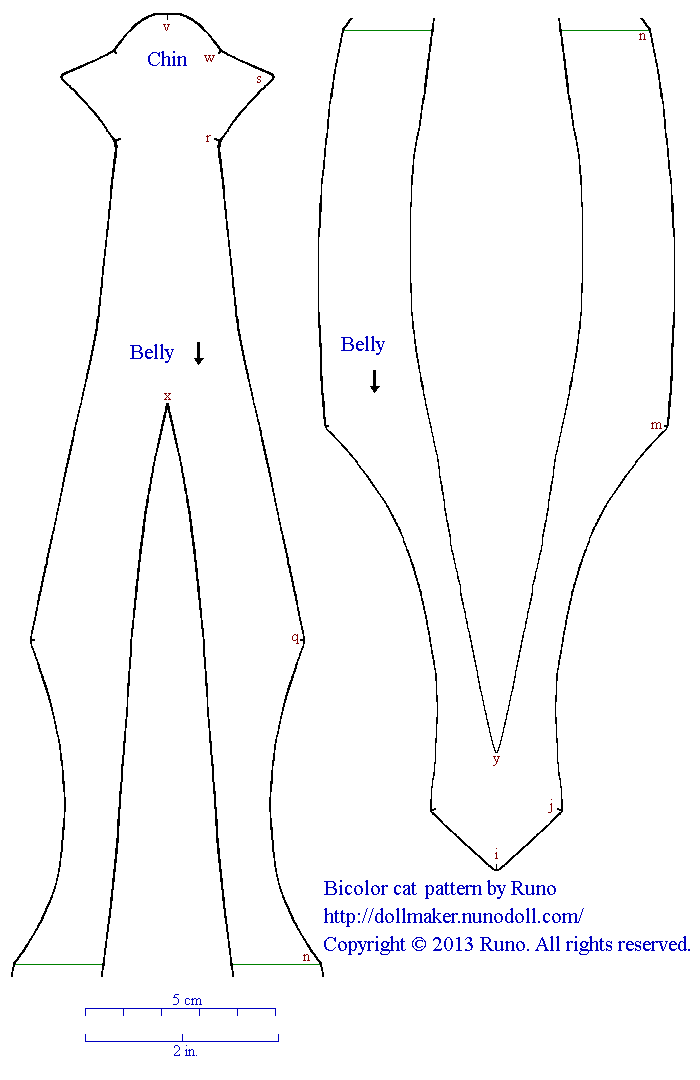 v
Chin
w
s
r
Belly
x
q
n
5 cm
2 in.
n
Belly
m
y
j
i
Bicolor cat pattern by Runo
http://dollmaker.nunodoll.com/
Copyright © 2013 Runo. All rights reserved.